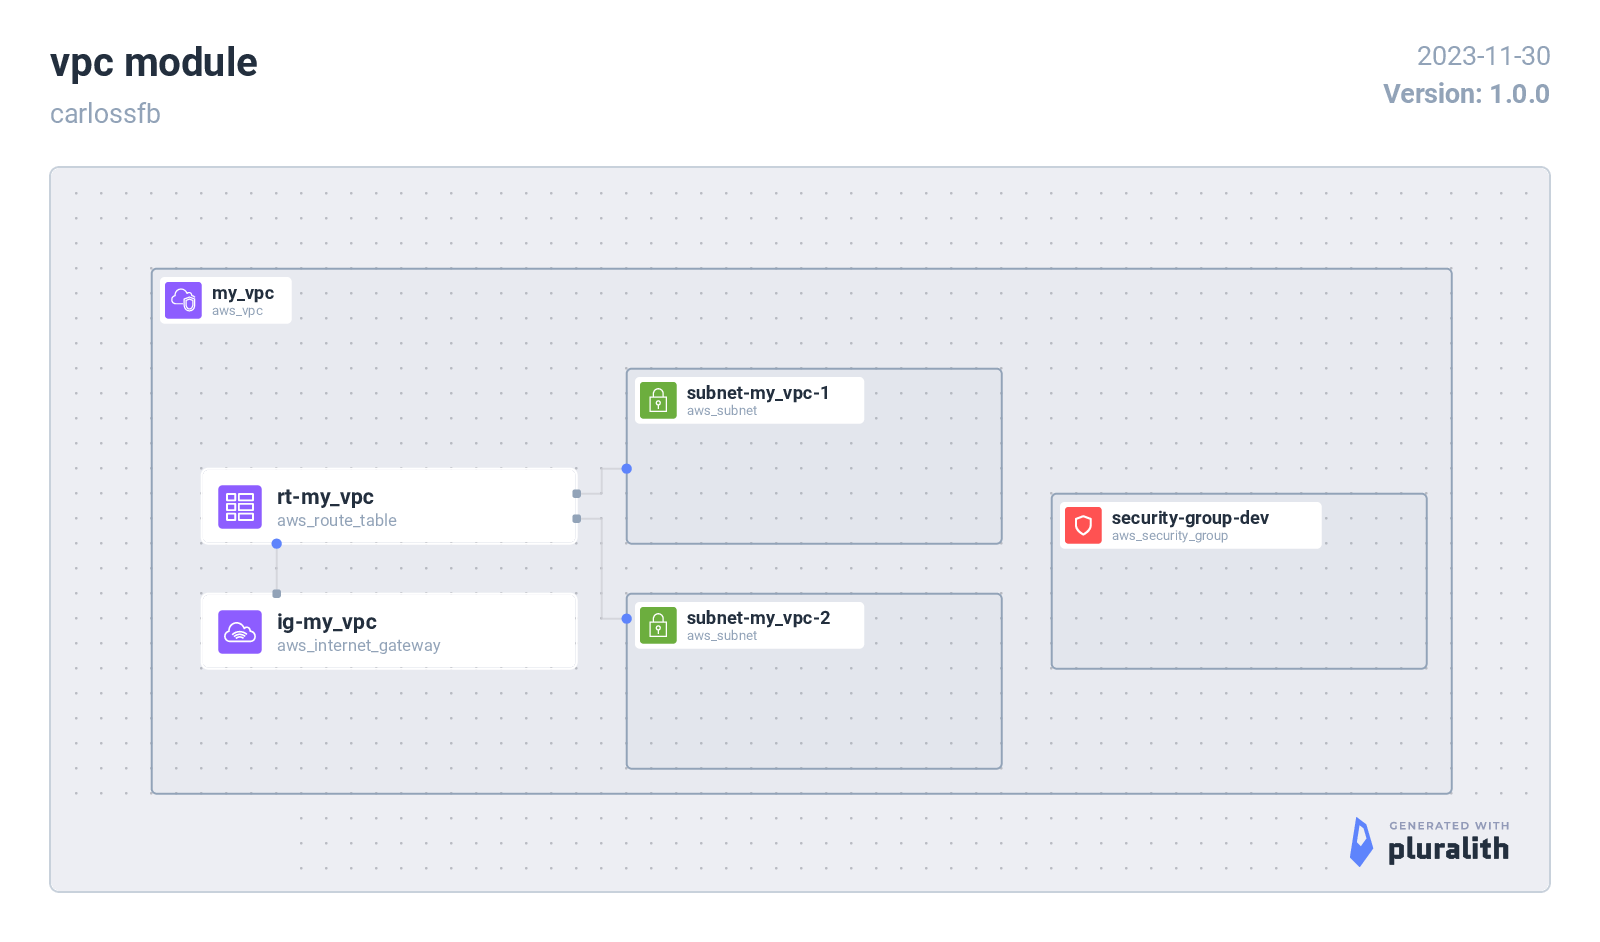 vpc module
carlossfb
2023-11-30
Version: 1.0.0
my_vpc
aws_vpc
subnet-my_vpc-1
aws_subnet
rt-my_vpc
aws_route_table
security-group-dev
aws_security_group
ig-my_vpc
aws_internet_gateway
subnet-my_vpc-2
aws_subnet
GENERATED WITH
pluralith